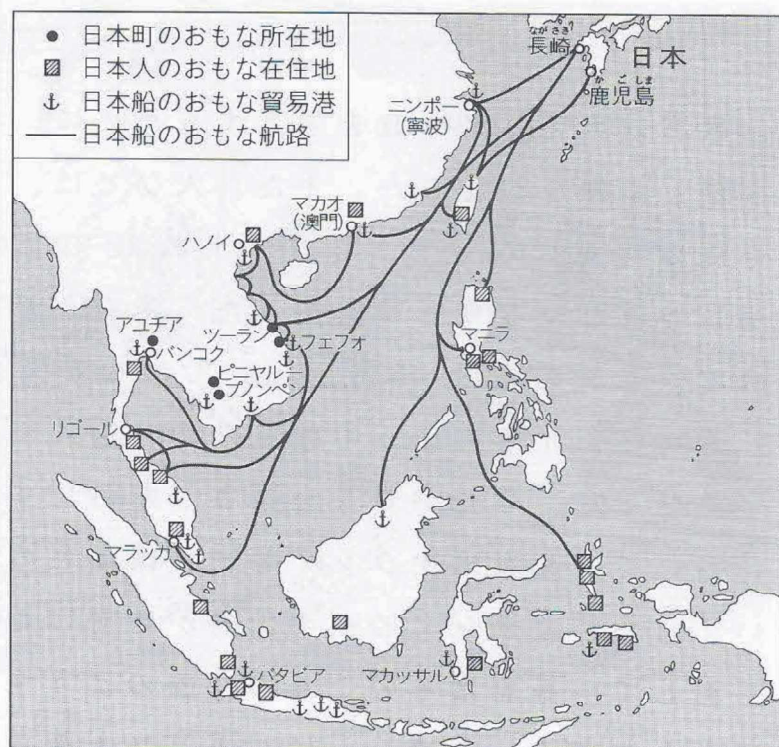 日本町のおもな所在地
日本人のおもな在住地
日本船のおもな貿易港
日本船のおもな航路
ながさき
長崎
日本
かごしま
鹿児島
ニンポー
(寧波)
マカオ
(澳門)
ハノイ
アユチア
バンコク
ツーラン
フェフォ
ピニャルー
プノンペン
マニラ
リゴール
マラッカ
バタビア
マカッサル